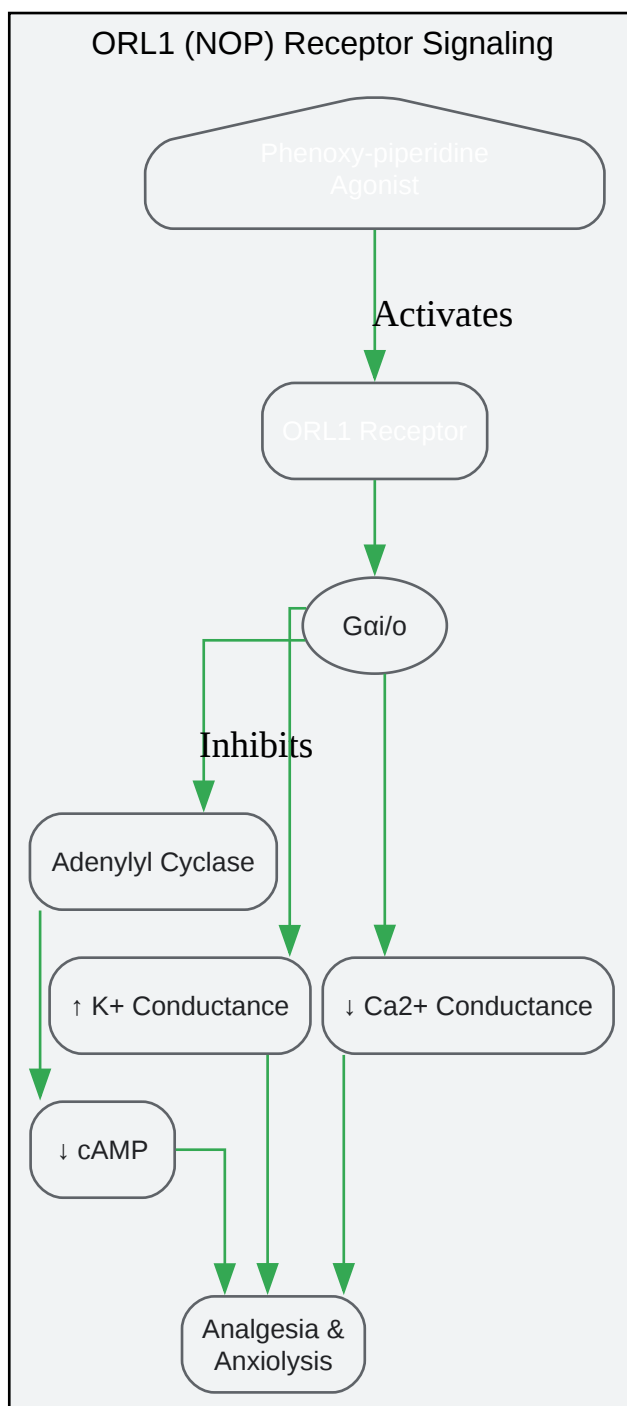 ORL1 (NOP) Receptor Signaling
Phenoxy-piperidine
Agonist
Activates
ORL1 Receptor
Gαi/o
Inhibits
Adenylyl Cyclase
↑ K+ Conductance
↓ Ca2+ Conductance
↓ cAMP
Analgesia &
Anxiolysis